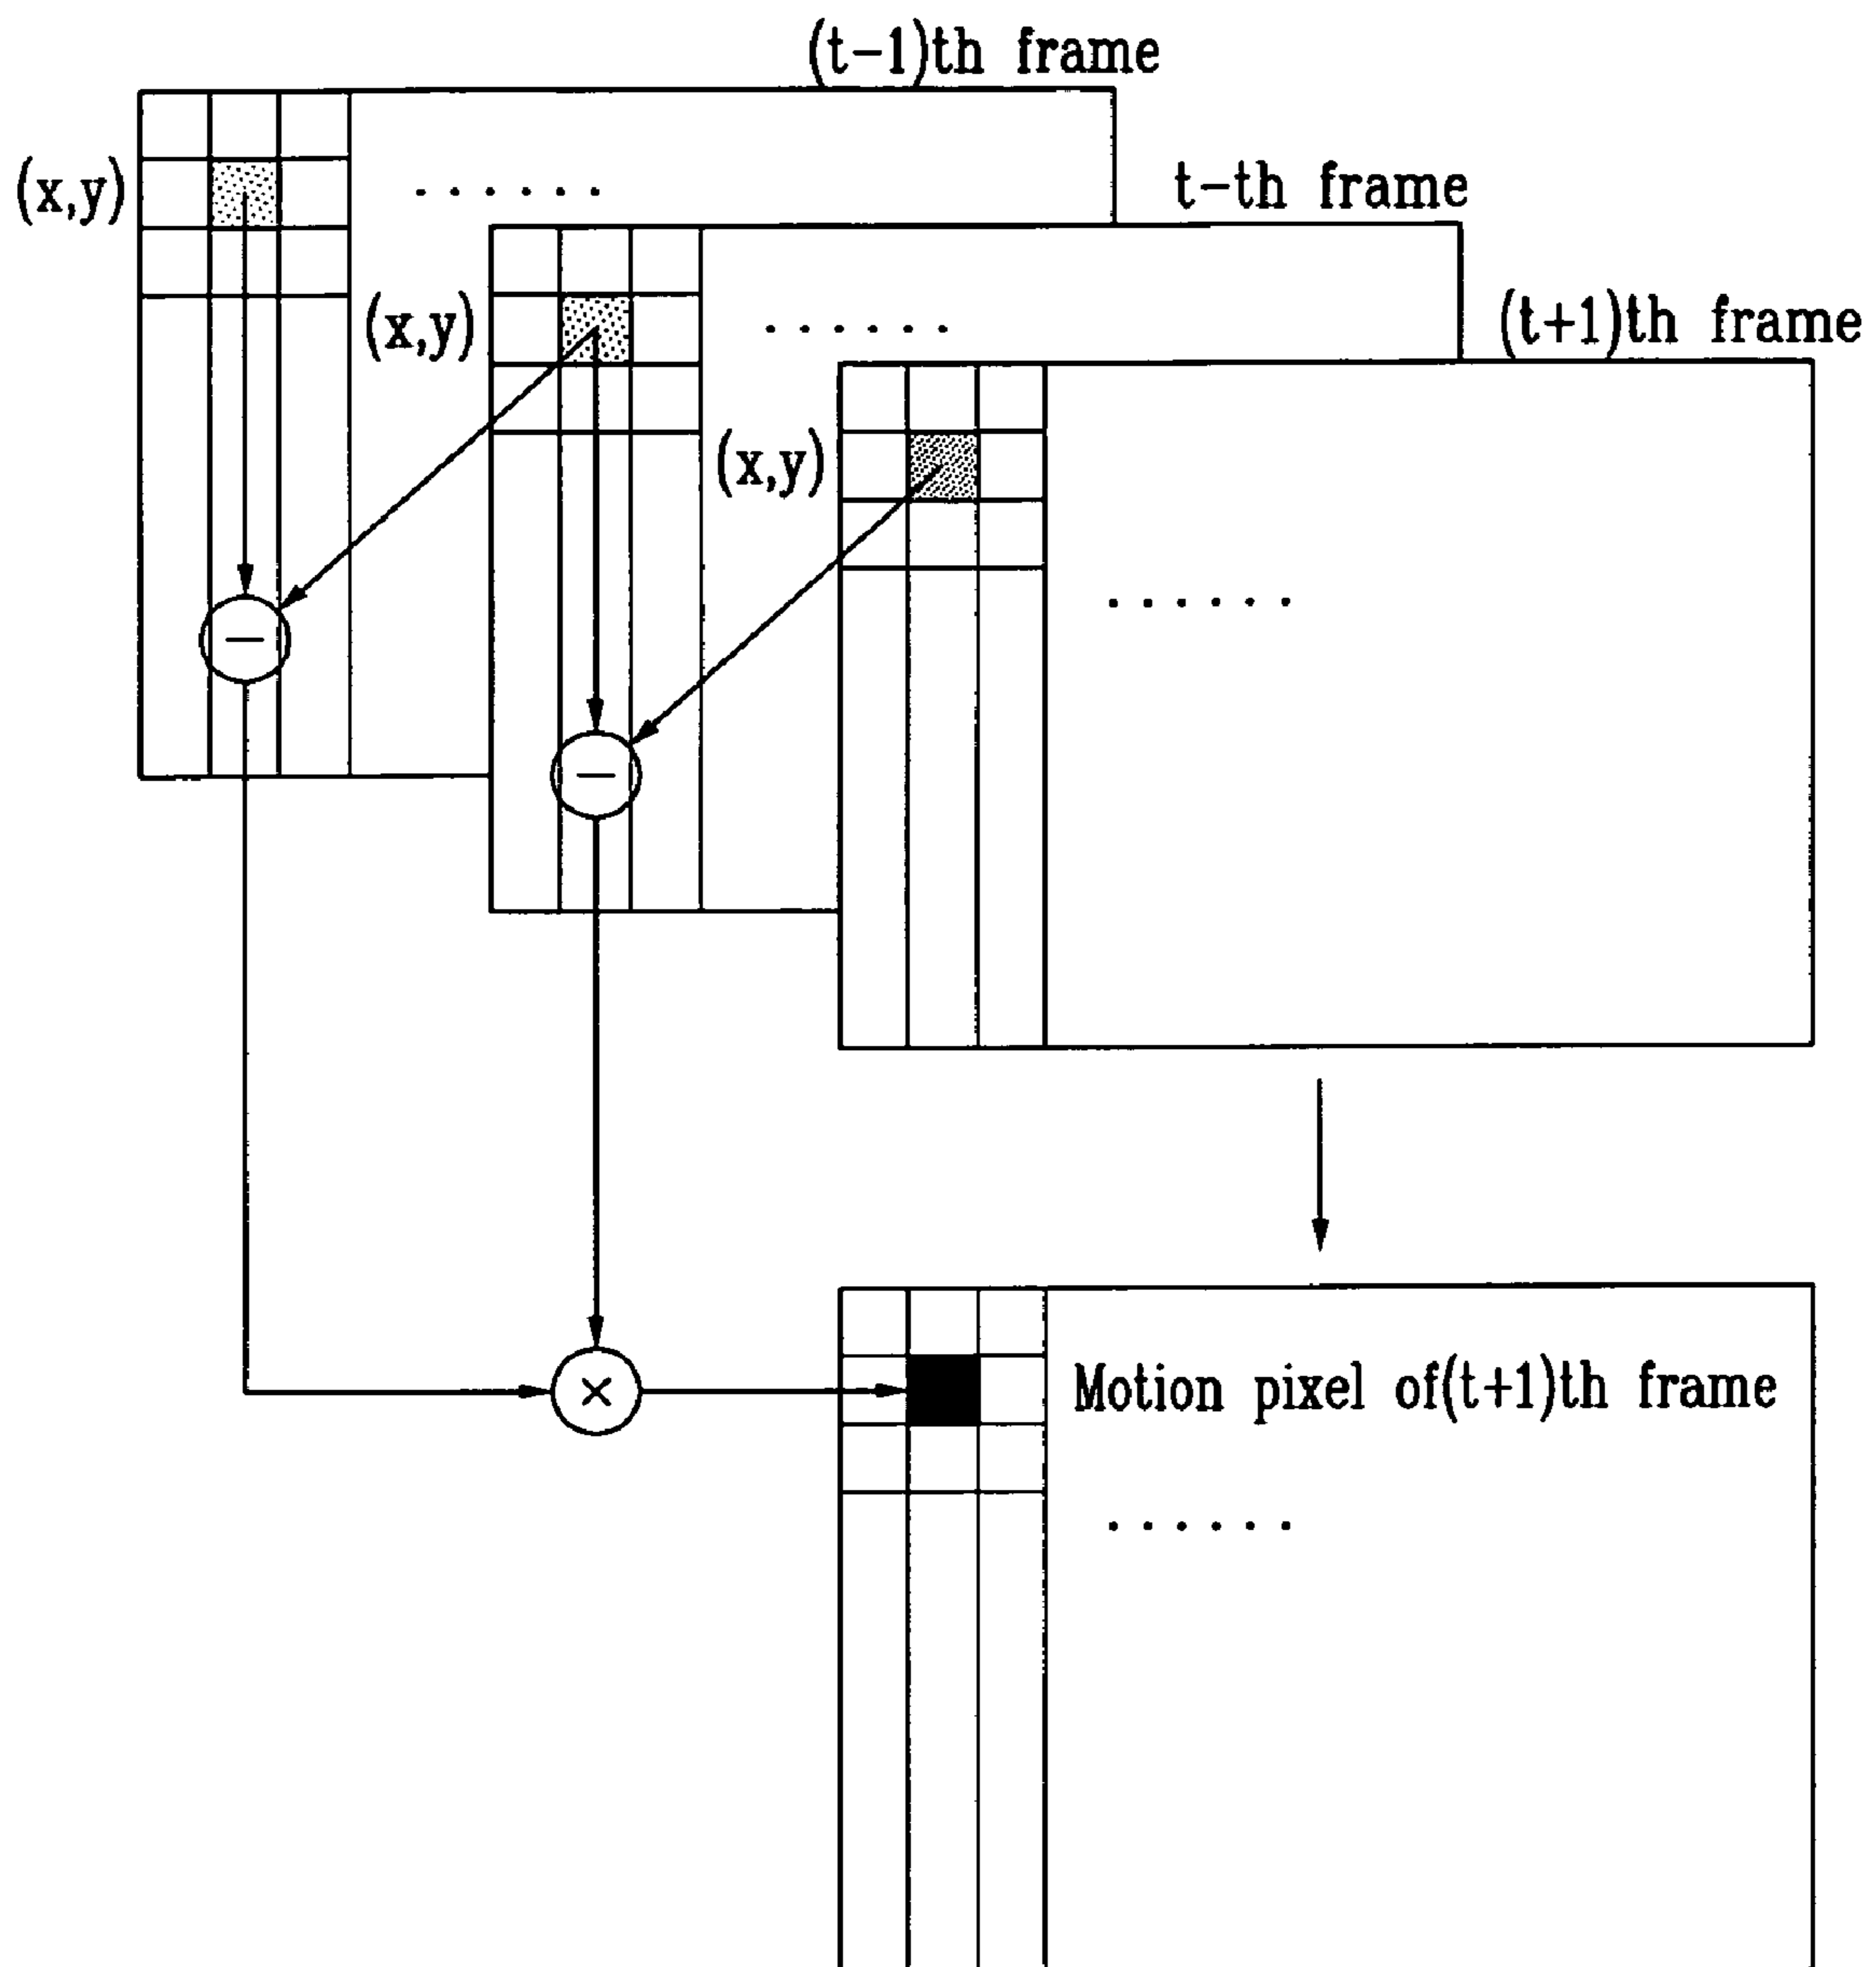 (t-1)th frame
(x,y)
. . . . . .
t-th frame
(x,y)
. . . . . .
(t+1)th frame
(x,y)
. . . . . .
−
−
×
Motion pixel of(t+1)th frame
. . . . . .